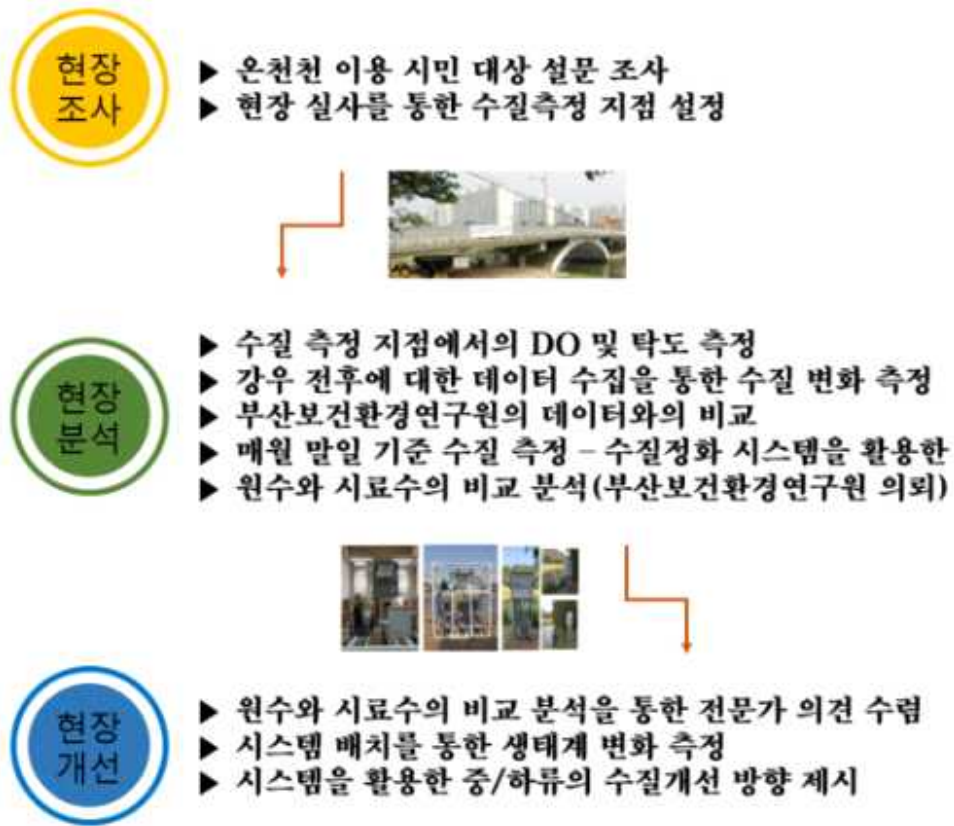 현장
조사
▶ 온천천 이용 시민 대상 설문 조사
▶ 현장 실사를 통한 수질측정 지점 설정
현장
분석
▶ 수질 측정 지점에서의 DO 및 탁도 측정
▶ 강우 전후에 대한 데이터 수집을 통한 수질 변화 측정
▶ 부산보건환경연구원의 데이터와의 비교
▶ 매월 말일 기준 수질 측정 – 수질정화 시스템을 활용한
▶ 원수와 시료수의 비교 분석(부산보건환경연구원 의뢰)
현장
개선
▶ 원수와 시료수의 비교 분석을 통한 전문가 의견 수렴
▶ 시스템 배치를 통한 생태계 변화 측정
▶ 시스템을 활용한 중/하류의 수질개선 방향 제시